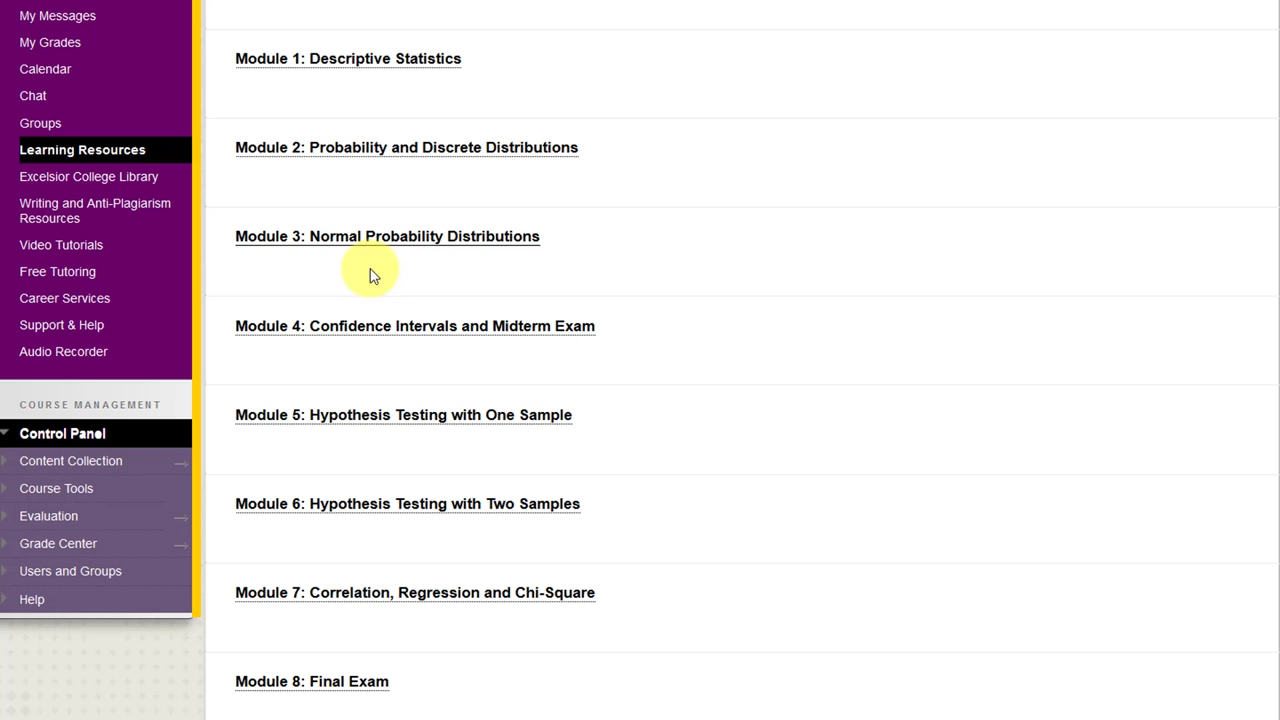 My Messages
My Grades
Calendar
Chat
Groups
Learning Resources
Excelsior College Library
Writing and Anti-Plagiarism
Resources
Video Tutorials
Free Tutoring
Career Services
Support & Help
Audio Recorder
COURSE MANAGEMENT
Control Panel
Content Collection
Course Tools
Evaluation
Grade Center
Users and Groups
Help
Module 1: Descriptive Statistics
Module 2: Probability and Discrete Distributions
Module 3: Normal Probability Distributions
Module 4: Confidence Intervals and Midterm Exam
Module 5: Hypothesis Testing with One Sample
Module 6: Hypothesis Testing with Two Samples
Module 7: Correlation, Regression and Chi-Square
Module 8: Final Exam